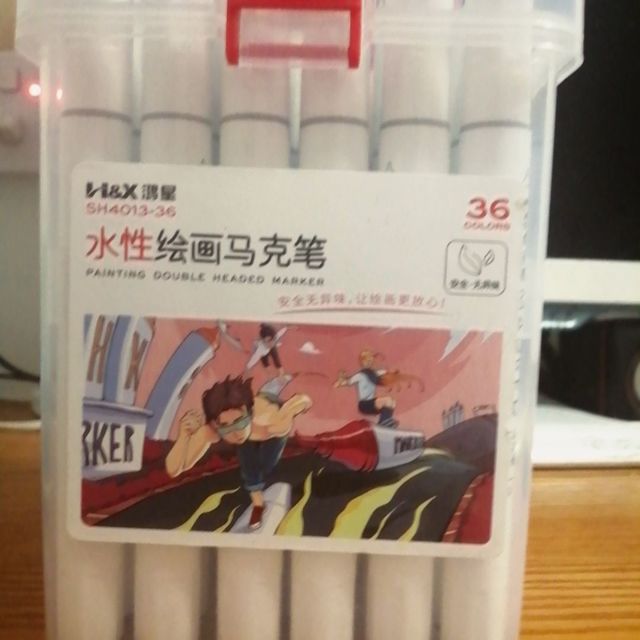 H&X 鸿星
SH4013-36
36
COLORS
水性绘画马克笔
PAINTING DOUBLE HEADED MARKER
安全·无异味
安全无异味,让绘画更放心!
H X
RKER